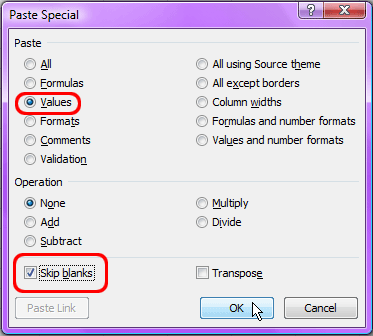 Paste Special
?
Paste
All
All using Source theme
Formulas
All except borders
Values
Column widths
Formats
Formulas and number formats
Comments
Values and number formats
Validation
Operation
None
Multiply
Add
Divide
Subtract
Skip blanks
Transpose
Paste Link
OK
Cancel